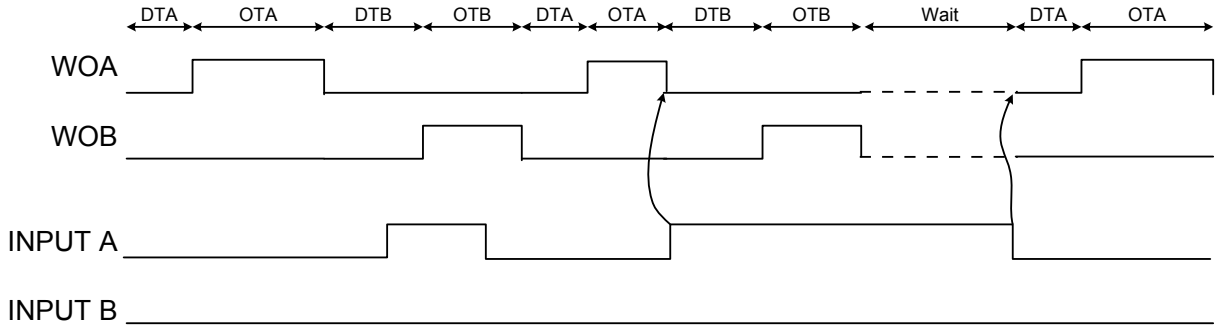 DTA OTA DTB OTB DTA OTA DTB OTB Wait DTA OTA
WOA
WOB
INPUT A
INPUT B